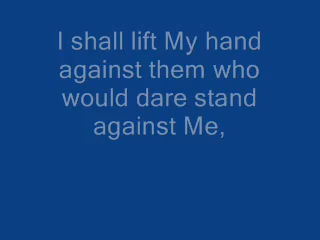 I shall lift My hand
against them who
would dare stand
against Me,